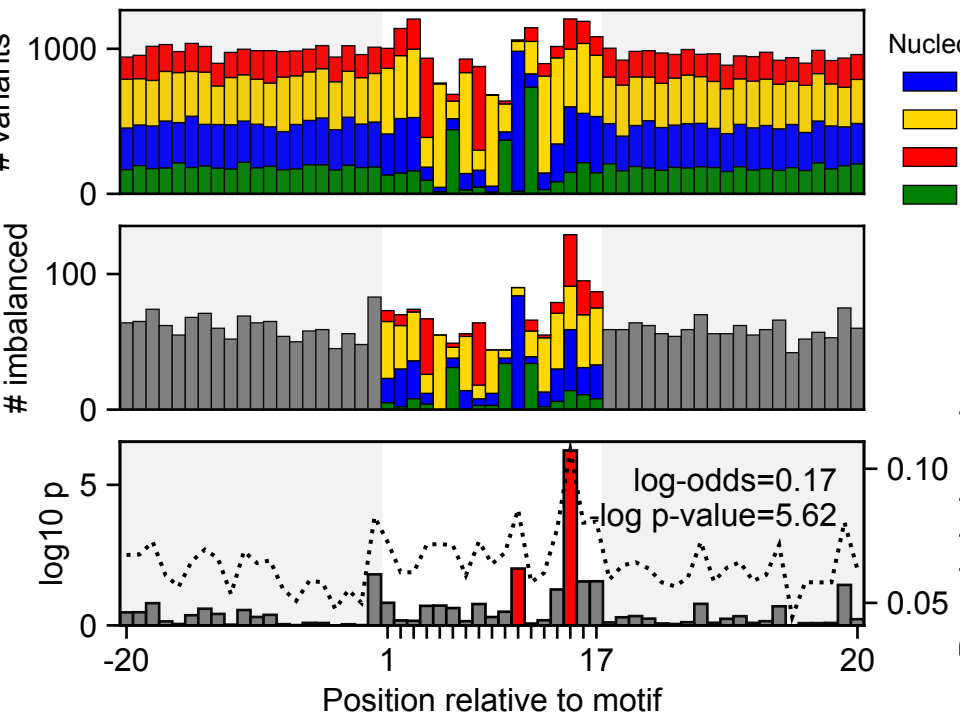 1000
0
# variants
Nucleo
100
0
# imbalanced
5
0
log10 p
log-odds=0.17
-log p-value=5.62
0.10
0.05
-20
1
17
20
Position relative to motif